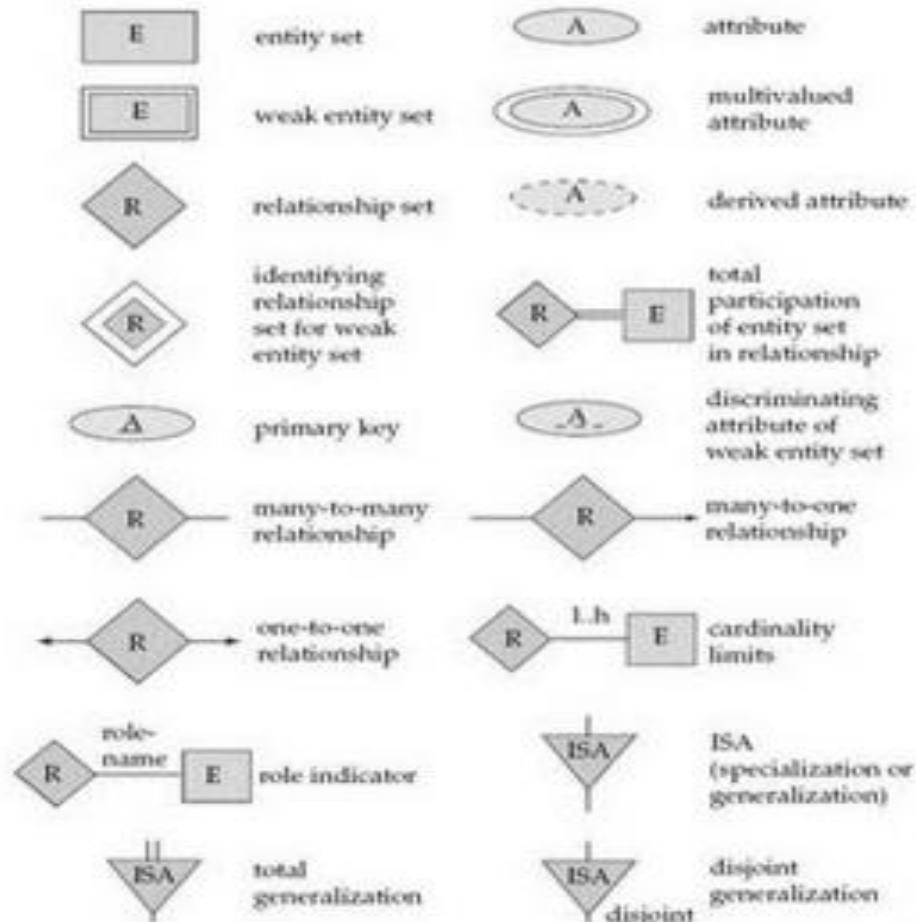 E
entity set
A
attribute
E
weak entity set
A
multivalued
attribute
R
relationship set
A
derived attribute
R
identifying
relationship
set for weak
entity set
R
E
total
participation
of entity set
in relationship
A
primary key
A
discriminating
attribute of
weak entity set
R
many-to-many
relationship
R
many-to-one
relationship
R
one-to-one
relationship
R
l..h
E
cardinality
limits
R
role-
name
E
role indicator
ISA
ISA
(specialization or
generalization)
ISA
total
generalization
ISA
disjoint
disjoint
generalization